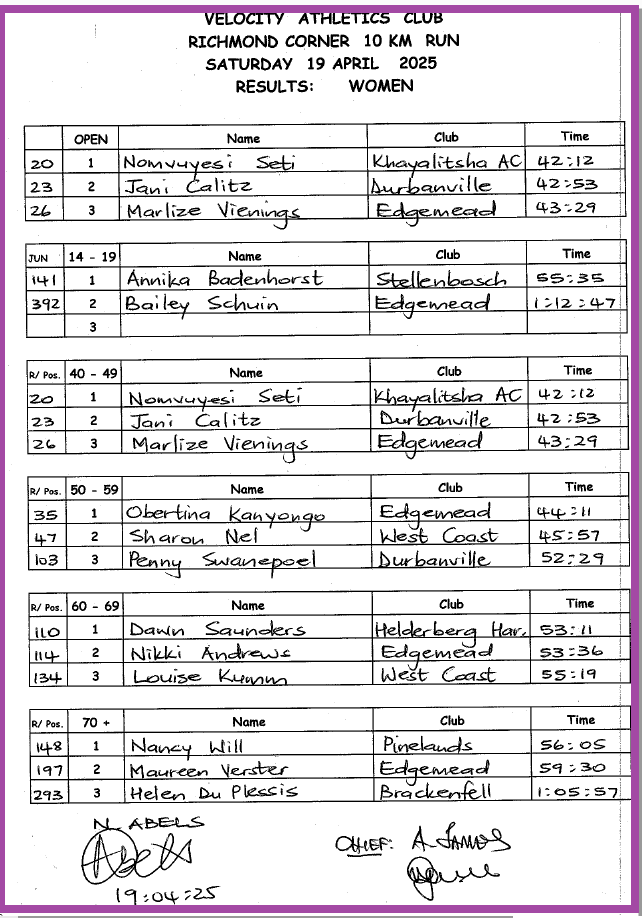 VELOCITY ATHLETICS CLUB
RICHMOND CORNER 10 KM RUN
SATURDAY 19 APRIL 2025
RESULTS: WOMEN
OPEN Name Club Time
20 1 Nomvuyesi Seti Khayalitsha AC 42:12
23 2 Jani Calitz Durbanville 42:53
26 3 Marlize Vienings Edgemead 43:29
JUN 14 - 19 Name Club Time
141 1 Annika Badenhorst Stellenbosch 55:35
392 2 Bailey Schuin Edgemead 1:12:47
3
R/ Pos. 40 - 49 Name Club Time
20 1 Nomvuyesi Seti Khayalitsha AC 42:12
23 2 Jani Calitz Durbanville 42:53
26 3 Marlize Vienings Edgemead 43:29
R/ Pos. 50 - 59 Name Club Time
35 1 Obertina Kanyongo Edgemead 44:11
47 2 Sharon Nel West Coast 45:57
103 3 Penny Swanepoel Durbanville 52:29
R/ Pos. 60 - 69 Name Club Time
110 1 Dawn Saunders Helderberg Har. 53:11
114 2 Nikki Andrews Edgemead 53:36
134 3 Louise Kumm West Coast 55:19
R/ Pos. 70 + Name Club Time
148 1 Nancy Will Pinelands 56:05
197 2 Maureen Verster Edgemead 59:30
293 3 Helen Du Plessis Brackenfell 1:05:57
N. ABELS
Abels
CHIEF: A. JAMOS
19:04:25